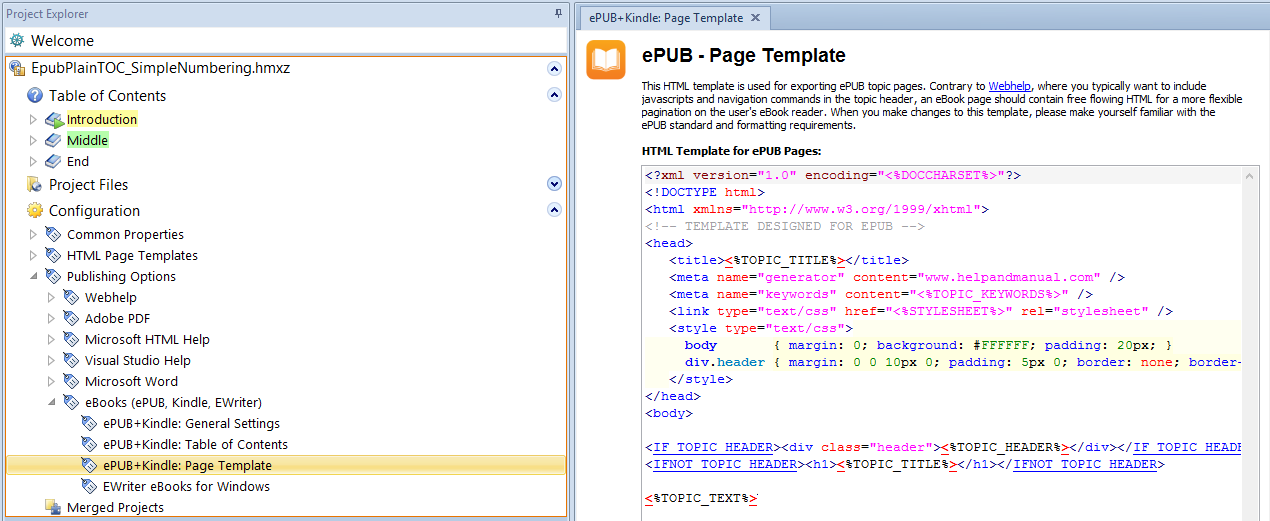 Project Explorer
Welcome
EpubPlainTOC_SimpleNumbering.hmxz
Table of Contents
Introduction
Middle
End
Project Files
Configuration
Common Properties
HTML Page Templates
Publishing Options
Webhelp
Adobe PDF
Microsoft HTML Help
Visual Studio Help
Microsoft Word
eBooks (ePUB, Kindle, EWriter)
ePUB+Kindle: General Settings
ePUB+Kindle: Table of Contents
ePUB+Kindle: Page Template
EWriter eBooks for Windows
Merged Projects
ePUB+Kindle: Page Template
ePUB - Page Template
This HTML template is used for exporting ePUB topic pages. Contrary to Webhelp, where you typically want to include
javascripts and navigation commands in the topic header, an eBook page should contain free flowing HTML for a more flexible
pagination on the user's eBook reader. When you make changes to this template, please make yourself familiar with the
ePUB standard and formatting requirements.
HTML Template for ePUB Pages:
<?xml version="1.0" encoding="<%DOCCHARSET%>"?>
<!DOCTYPE html>
<html xmlns="http://www.w3.org/1999/xhtml">
<!-- TEMPLATE DESIGNED FOR EPUB -->
<head>
<title><%TOPIC_TITLE%></title>
<meta name="generator" content="www.helpandmanual.com" />
<meta name="keywords" content="<%TOPIC_KEYWORDS%>" />
<link type="text/css" href="<%STYLESHEET%>" rel="stylesheet" />
<style type="text/css">
body { margin: 0; background: #FFFFFF; padding: 20px; }
div.header { margin: 0 0 10px 0; padding: 5px 0; border: none; border-
</style>
</head>
<body>
<IF_TOPIC_HEADER><div class="header"><%TOPIC_HEADER%></div></IF_TOPIC_HEADE
<IFNOT_TOPIC_HEADER><h1><%TOPIC_TITLE%></h1></IFNOT_TOPIC_HEADER>
<%TOPIC_TEXT%>